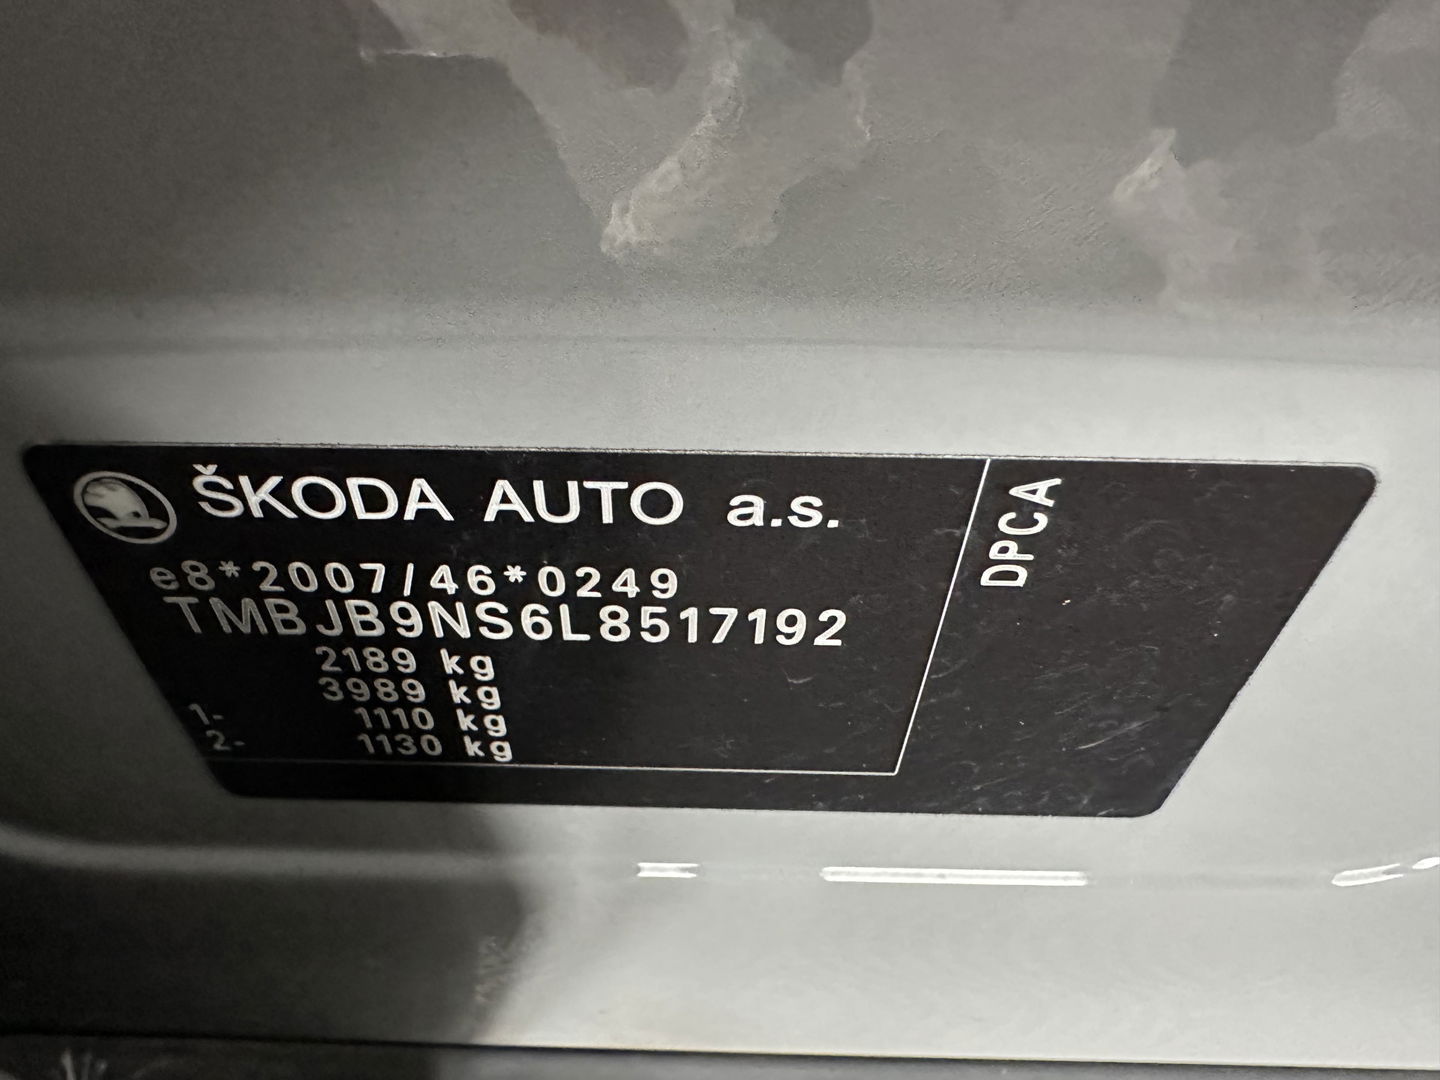 ŠKODA AUTO a.s.
e8*2007/46*0249
TMBJB9NS6L8517192
2189 kg
3989 kg
1- 1110 kg
2- 1130 kg
DPCA